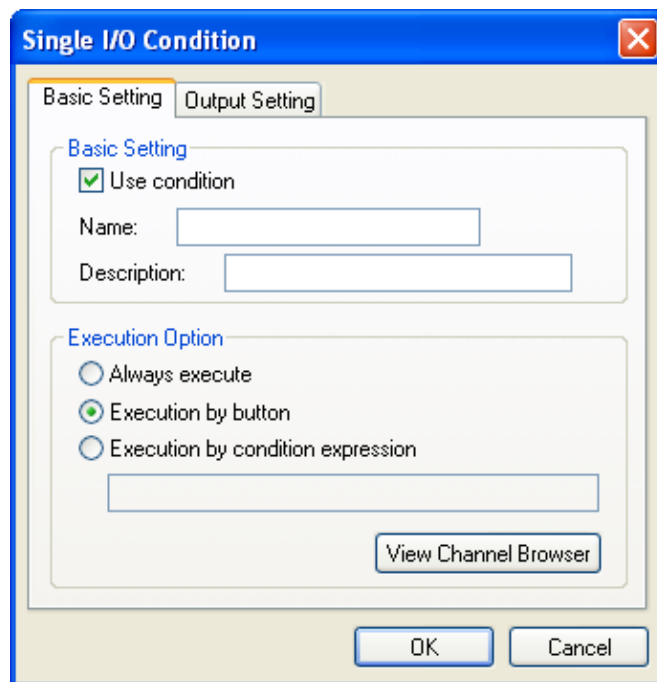 Single I/O Condition
Basic Setting Output Setting
Basic Setting
Use condition
Name:
Description:
Execution Option
Always execute
Execution by button
Execution by condition expression
View Channel Browser
OK Cancel